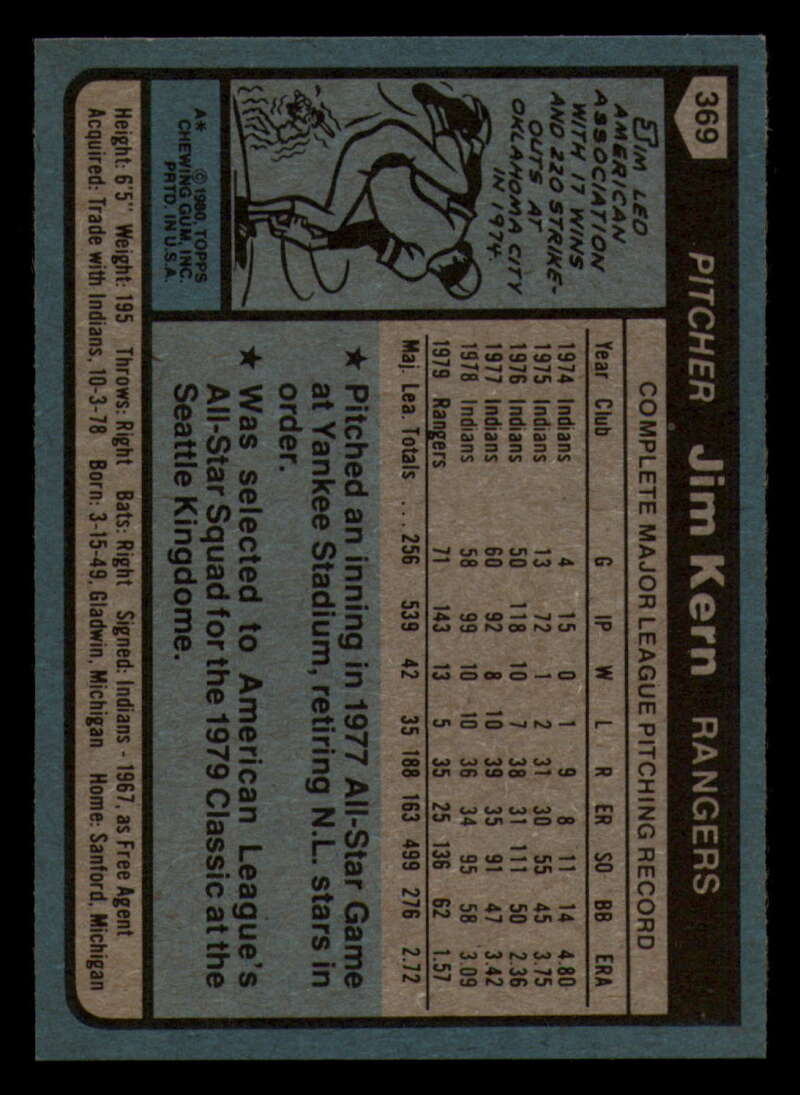 369 PITCHER Jim Kern RANGERS
JIM LED
AMERICAN
ASSOCIATION
WITH 17 WINS
AND 220 STRIKE-
OUTS AT
OKLAHOMA CITY
IN 1974.
A* © 1980, TOPPS
CHEWING GUM, INC.
PRTD. IN U.S.A.
COMPLETE MAJOR LEAGUE PITCHING RECORD
Year Club G IP W L R ER SO BB ERA
1974 Indians 4 15 0 1 9 8 11 14 4.80
1975 Indians 13 72 1 2 31 30 55 45 3.75
1976 Indians 50 118 10 7 38 31 111 50 2.36
1977 Indians 60 92 8 10 39 35 91 47 3.42
1978 Indians 58 99 10 10 36 34 95 58 3.09
1979 Rangers 71 143 13 5 35 25 136 62 1.57
Maj. Lea. Totals ... 256 539 42 35 188 163 499 276 2.72
★ Pitched an inning in 1977 All-Star Game
at Yankee Stadium, retiring N.L. stars in
order.
★ Was selected to American League's
All-Star Squad for the 1979 Classic at the
Seattle Kingdome.
Height: 6'5" Weight: 195 Throws: Right Bats: Right Signed: Indians - 1967, as Free Agent
Acquired: Trade with Indians, 10-3-78 Born: 3-15-49, Gladwin, Michigan Home: Sanford, Michigan